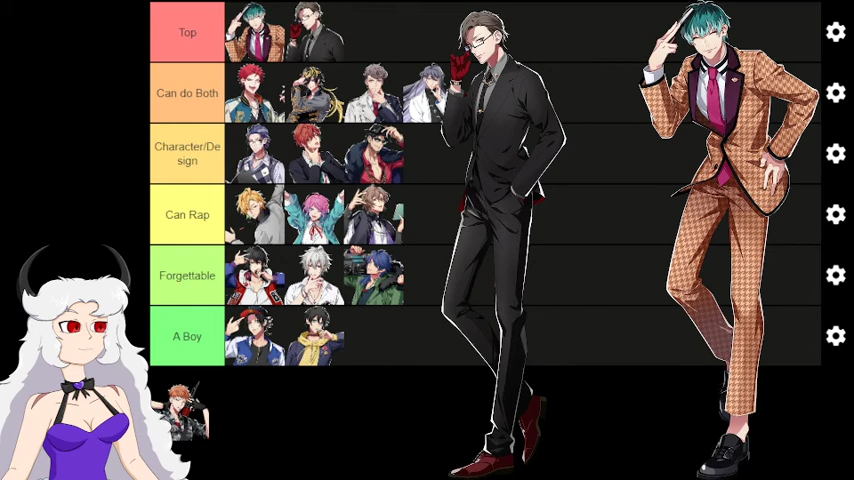 Top
Can do Both
Character/De
sign
Can Rap
Forgettable
A Boy